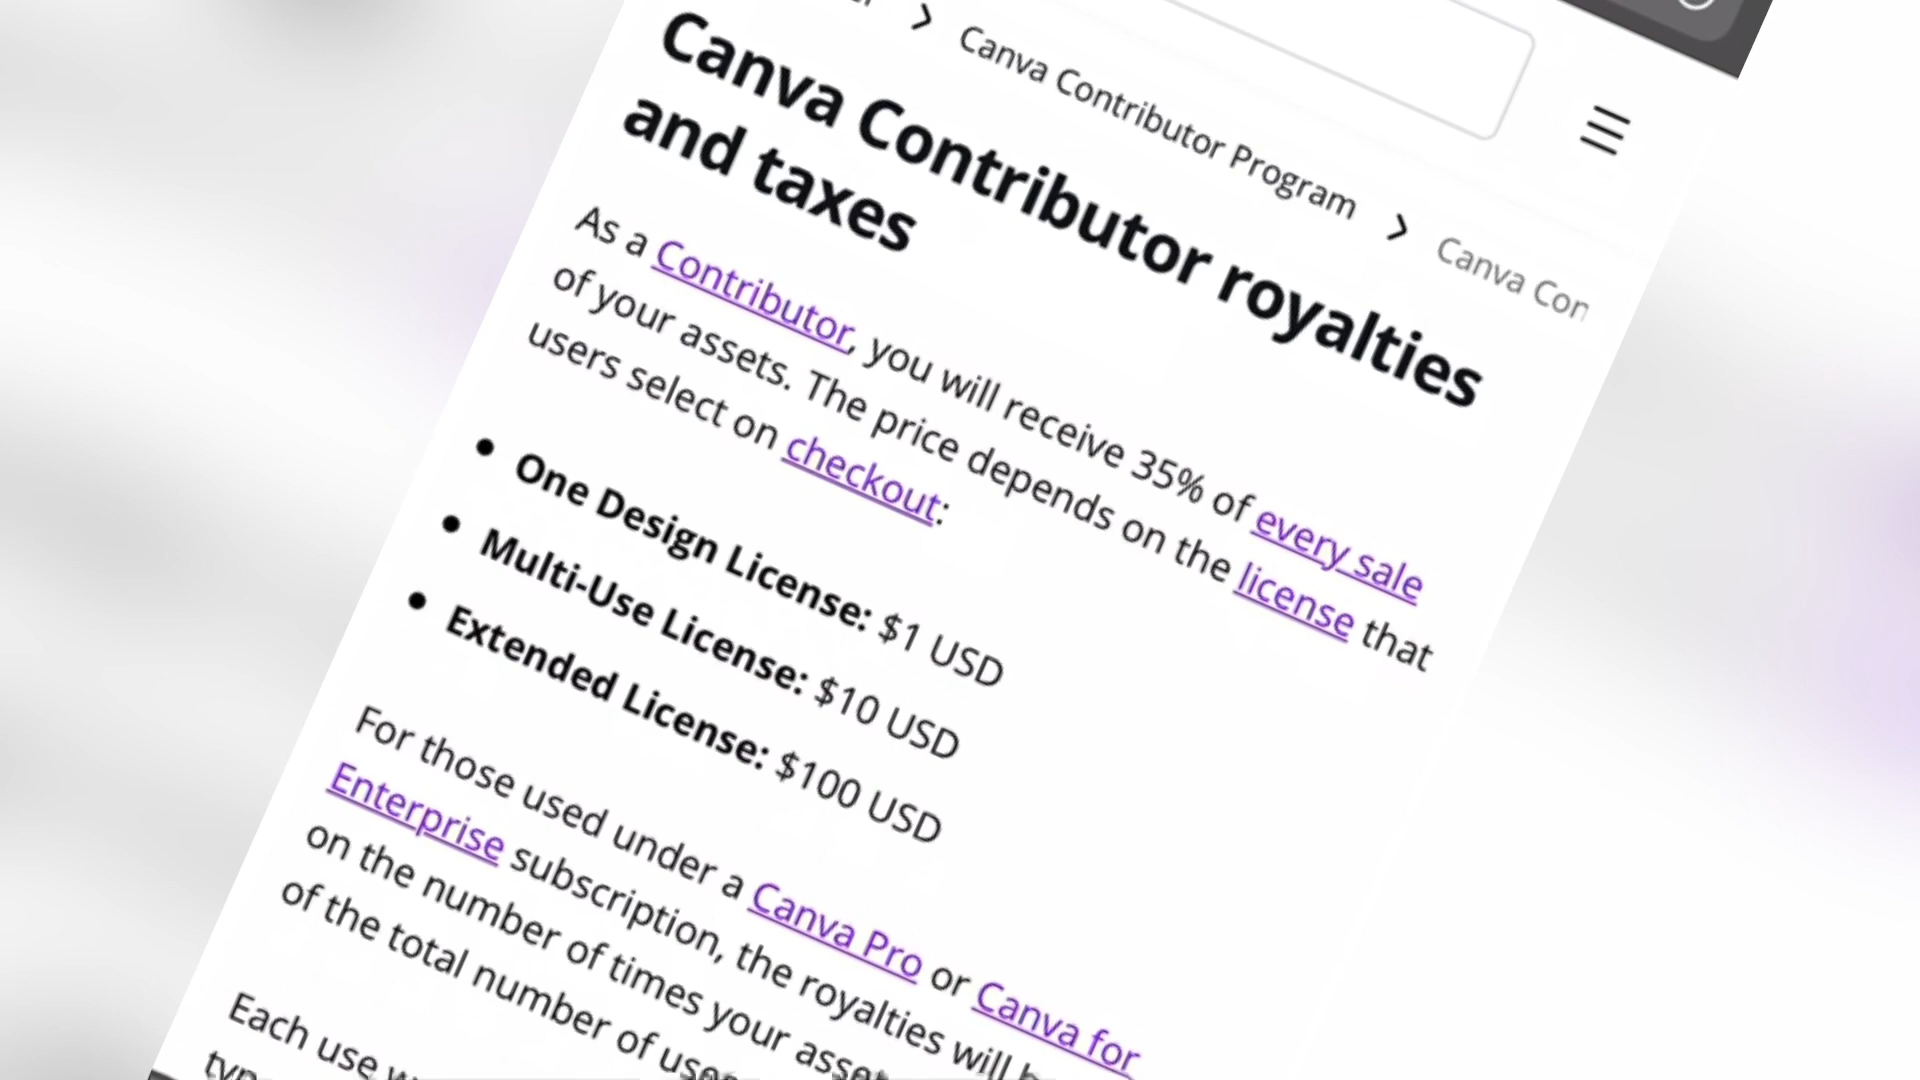 Canva Contributor Program
Canva Con
Canva Contributor royalties
and taxes
As a Contributor, you will receive 35% of every sale
of your assets. The price depends on the license that
users select on checkout:
• One Design License: $1 USD
• Multi-Use License: $10 USD
• Extended License: $100 USD
For those used under a Canva Pro or Canva for
Enterprise subscription, the royalties will
on the number of times your asset
of the total number of uses
Each use